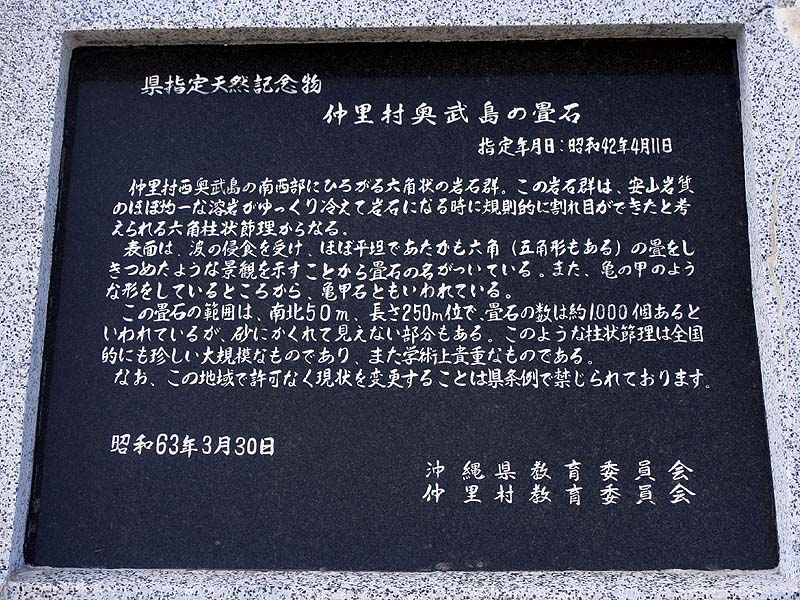 県指定天然記念物
仲里村奥武島の畳石
指定年月日:昭和42年4月11日
仲里村西奥武島の南西部にひろがる六角状の岩石群。この岩石群は、安山岩質
のほぼ均一な溶岩がゆっくり冷えて岩石になる時に規則的に割れ目ができたと考
えられる六角柱状節理からなる。
表面は、波の侵食を受け、ほぼ平坦であたかも六角(五角形もある)の畳をし
きつめたような景観を示すことから畳石の名がついている。また、亀の甲のよう
な形をしているところから、亀甲石ともいわれている。
この畳石の範囲は、南北50m、長さ250m位で、畳石の数は約1.000個あると
いわれているが、砂にかくれて見えない部分もある。このような柱状節理は全国
的にも珍しい大規模なものであり、また学術上貴重なものである。
なお、この地域で許可なく現状を変更することは県条例で禁じられております。
昭和63年3月30日
沖縄県教育委員会
仲里村教育委員会